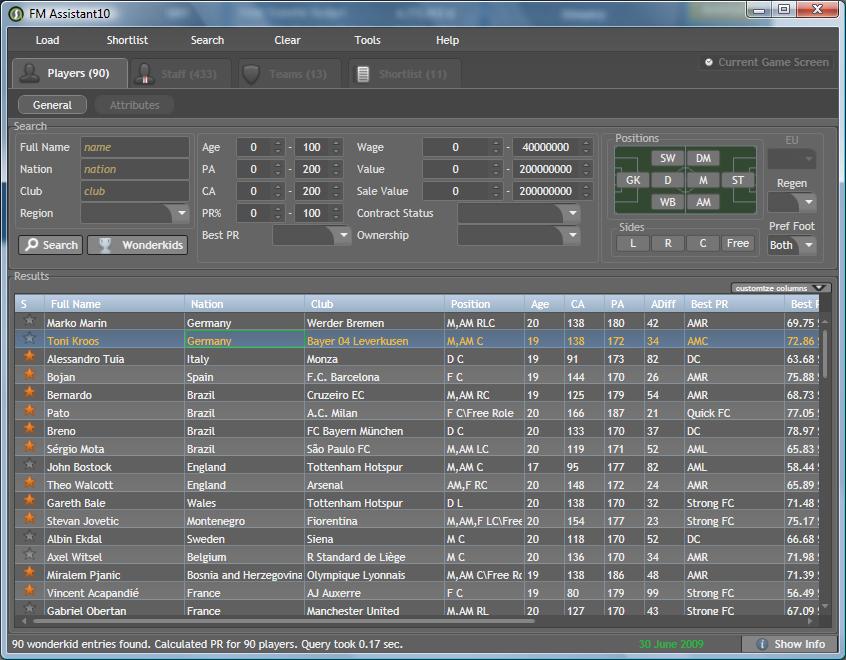 FM Assistant10
Load Shortlist Search Clear Tools Help
Players (90) Staff (433) Teams (13) Shortlist (11) Current Game Screen
General Attributes
Search
Full Name name Age 0 - 100 Wage 0 - 40000000 Positions EU
Nation nation PA 0 - 200 Value 0 - 200000000 SW DM
Club club CA 0 - 200 Sale Value 0 - 200000000 GK D M ST Regen
Region PR% 0 - 100 Contract Status WB AM
Search Wonderkids Best PR Ownership Sides Pref Foot
L R C Free Both
Results
customize columns
S Full Name Nation Club Position Age CA PA ADiff Best PR Best P
Marko Marin Germany Werder Bremen M,AM RLC 20 138 180 42 AMR 69.75
Toni Kroos Germany Bayer 04 Leverkusen M,AM C 19 138 172 34 AMC 72.86
Alessandro Tuia Italy Monza D C 19 91 173 82 DC 63.68
Bojan Spain F.C. Barcelona F C 19 144 170 26 AMR 75.88
Bernardo Brazil Cruzeiro EC M,AM RC 19 125 179 54 AMR 68.73
Pato Brazil A.C. Milan F C\Free Role 20 166 187 21 Quick FC 77.05
Breno Brazil FC Bayern München D C 20 133 170 37 DC 78.97
Sérgio Mota Brazil São Paulo FC M,AM LC 20 119 171 52 AML 65.83
John Bostock England Tottenham Hotspur M,AM C 17 95 177 82 AML 58.44
Theo Walcott England Arsenal AM,F RC 20 148 172 24 AMR 65.89
Gareth Bale Wales Tottenham Hotspur D L 20 138 170 32 Strong FC 71.48
Stevan Jovetic Montenegro Fiorentina M,AM,F LC\Free 20 154 177 23 Strong FC 75.17
Albin Ekdal Sweden Siena M C 20 118 170 52 DC 66.68
Axel Witsel Belgium R Standard de Liège M C 20 136 170 34 AMR 71.98
Miralem Pjanic Bosnia and Herzegovina Olympique Lyonnais M,AM C\Free Ro 19 138 186 48 AMR 71.39
Vincent Acapandié France AJ Auxerre F C 19 80 179 99 Strong FC 56.49
Gabriel Obertan France Manchester United M,AM RL 20 127 170 43 Strong FC 67.09
90 wonderkid entries found. Calculated PR for 90 players. Query took 0.17 sec. 30 June 2009 Show Info